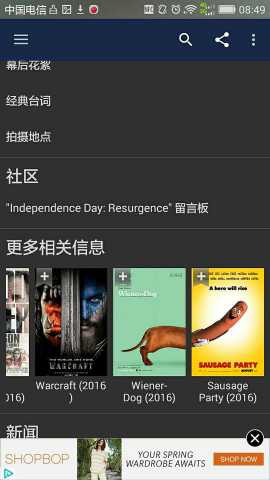 中国电信
08:49
幕后花絮
经典台词
拍摄地点
社区
"Independence Day: Resurgence" 留言板
更多相关信息
WARCRAFT
Wiener-Dog
A hero will rise
SAUSAGE PARTY
016)
Warcraft (2016
)
Wiener-
Dog (2016)
Sausage
Party (2016)
新闻
SHOPBOP
YOUR SPRING
WARDROBE AWAITS
SHOP NOW